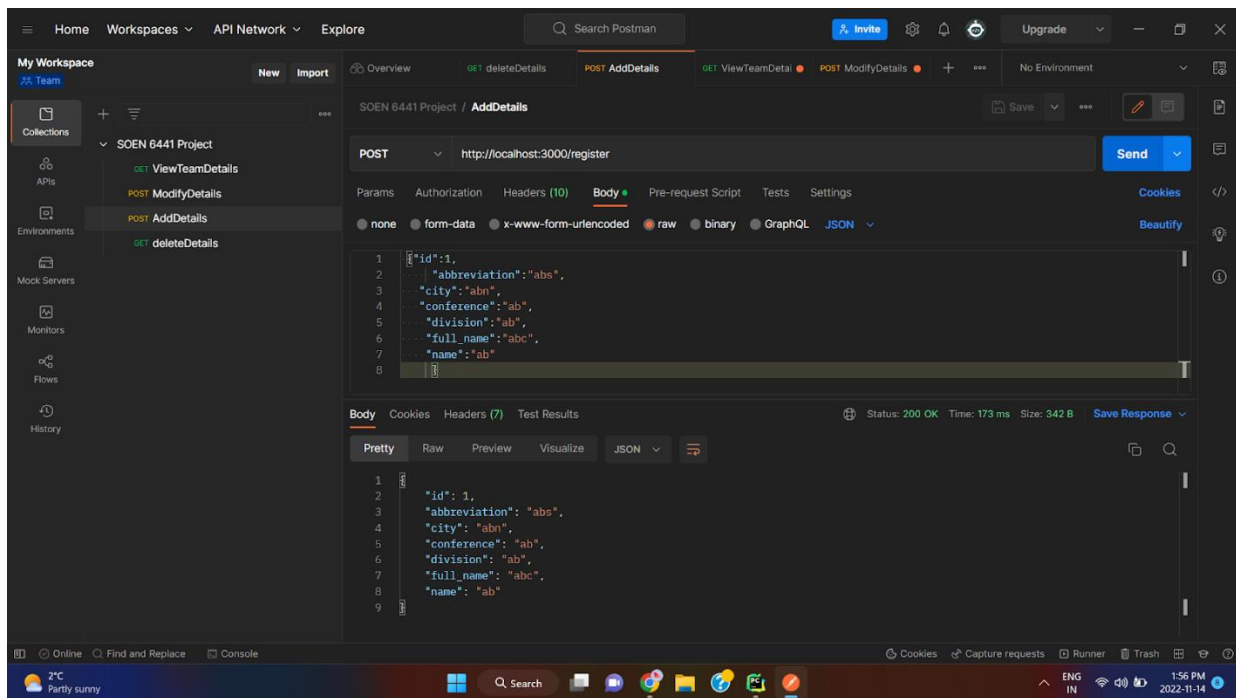 Home Workspaces API Network Explore Search Postman Invite Upgrade
My Workspace
Team
New Import
Overview GET deleteDetails POST AddDetails GET ViewTeamDetai POST ModifyDetails No Environment
SOEN 6441 Project / AddDetails Save
Collections
APIs
Environments
Mock Servers
Monitors
Flows
History
SOEN 6441 Project
GET ViewTeamDetails
POST ModifyDetails
POST AddDetails
GET deleteDetails
POST http://localhost:3000/register Send
Params Authorization Headers (10) Body Pre-request Script Tests Settings Cookies
none form-data x-www-form-urlencoded raw binary GraphQL JSON Beautify
1 {"id":1,
2 "abbreviation":"abs",
3 "city":"abn",
4 "conference":"ab",
5 "division":"ab",
6 "full_name":"abc",
7 "name":"ab"
8 }
Body Cookies Headers (7) Test Results Status: 200 OK Time: 173 ms Size: 342 B Save Response
Pretty Raw Preview Visualize JSON
1 {
2 "id": 1,
3 "abbreviation": "abs",
4 "city": "abn",
5 "conference": "ab",
6 "division": "ab",
7 "full_name": "abc",
8 "name": "ab"
9 }
Online Find and Replace Console Cookies Capture requests Runner Trash
2°C
Partly sunny
Search
ENG
IN
1:56 PM
2022-11-14